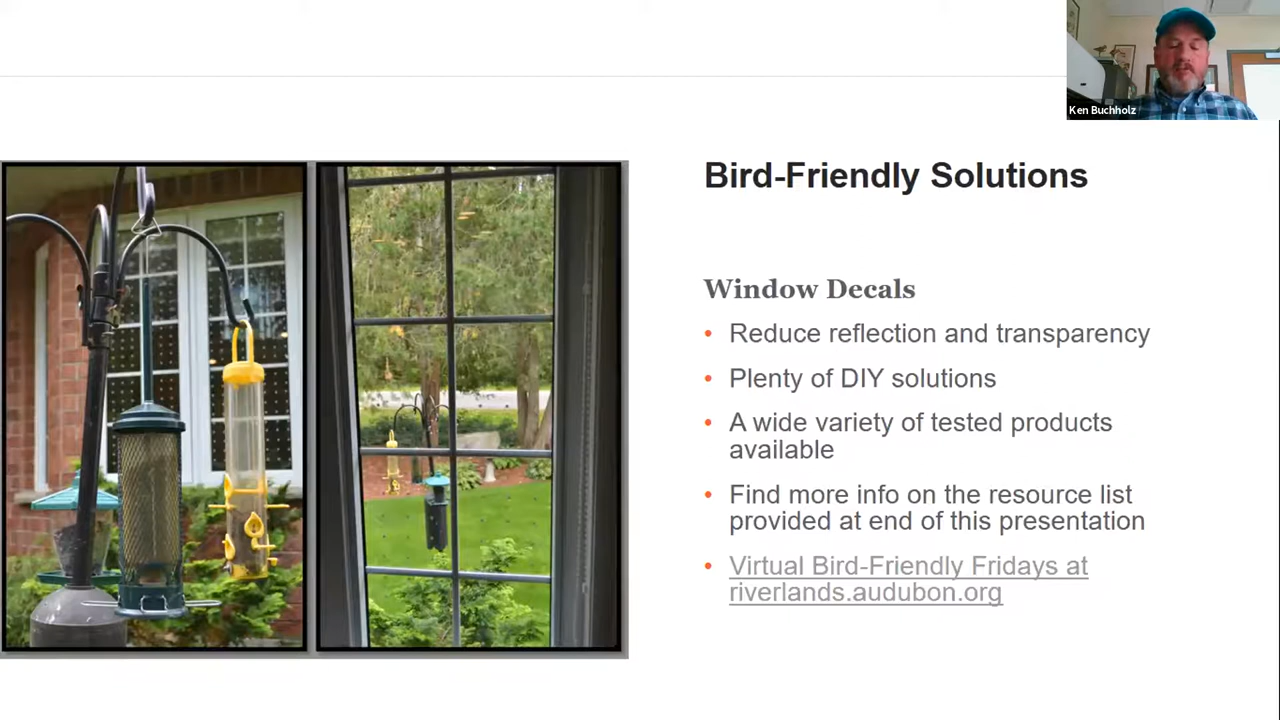 Ken Buchholz
Bird-Friendly Solutions
Window Decals
• Reduce reflection and transparency
• Plenty of DIY solutions
• A wide variety of tested products
available
• Find more info on the resource list
provided at end of this presentation
• Virtual Bird-Friendly Fridays at
riverlands.audubon.org